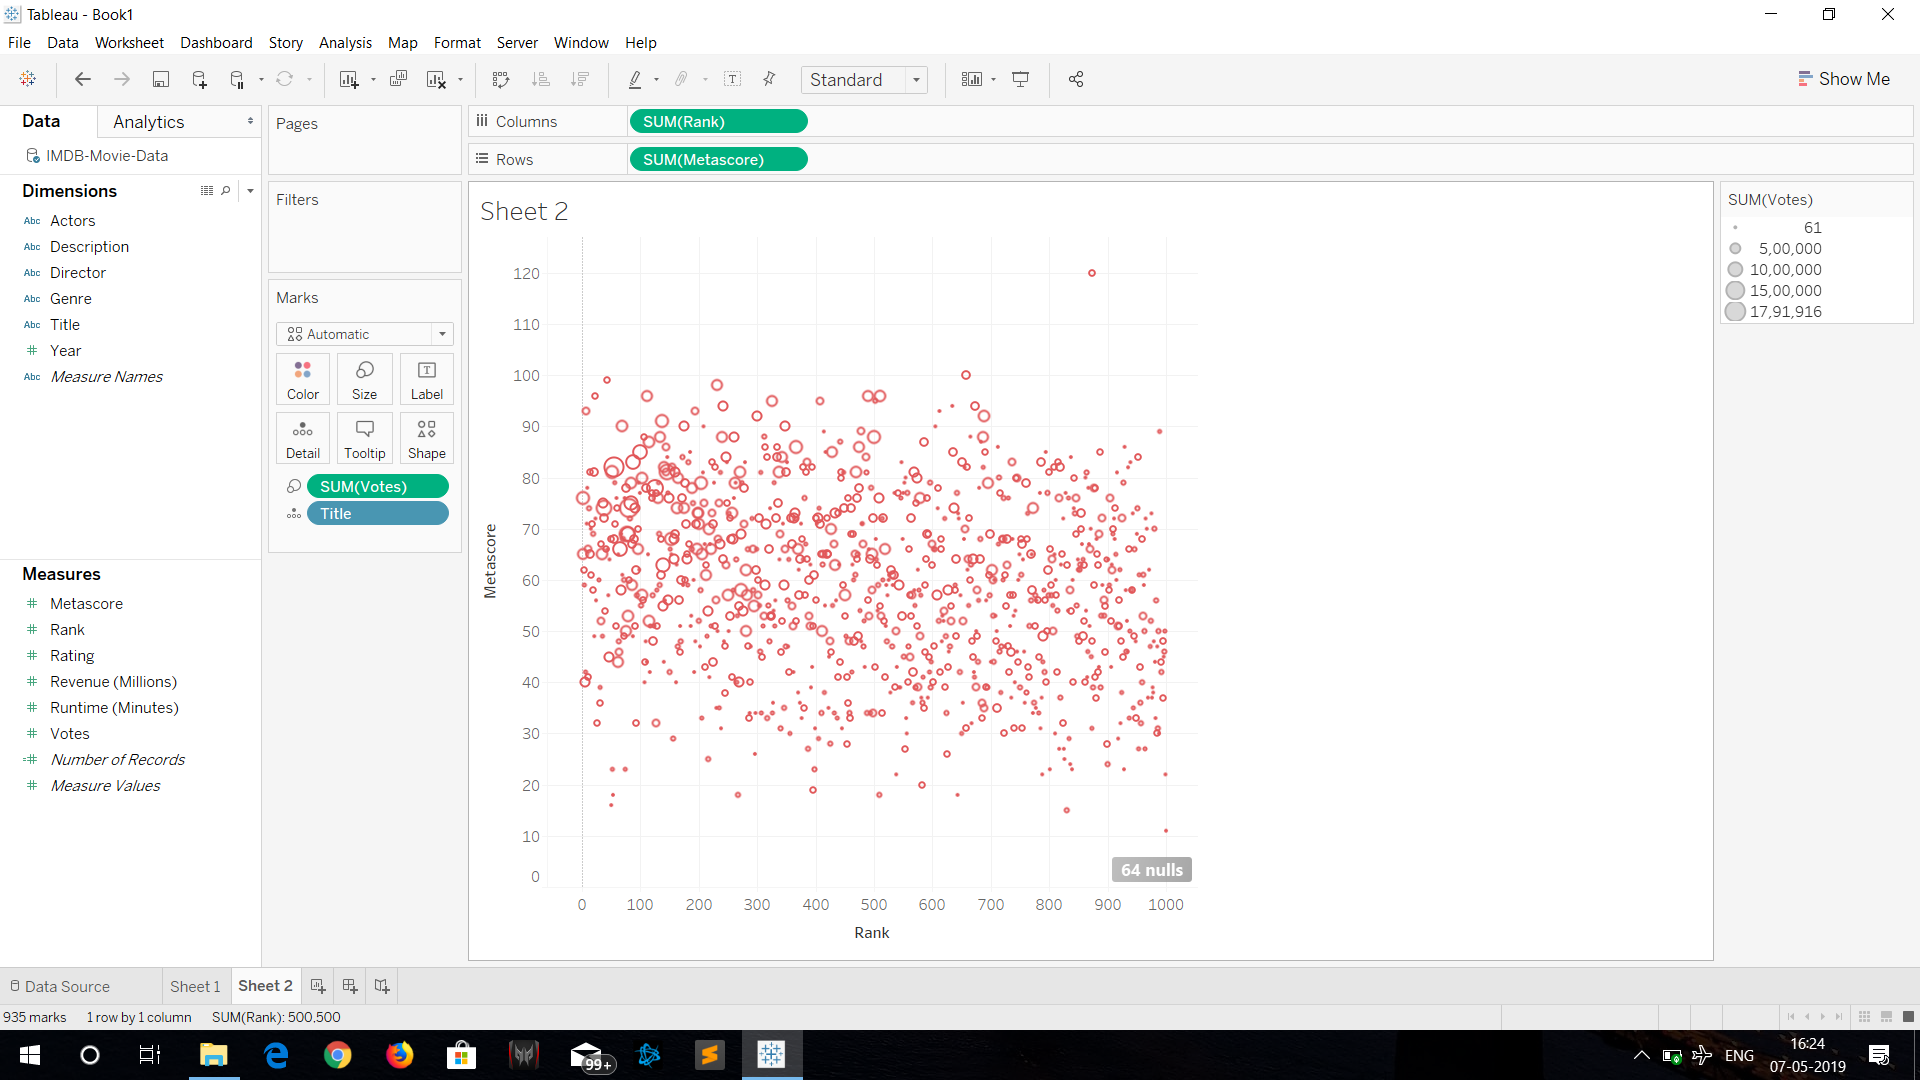 Tableau - Book1
File Data Worksheet Dashboard Story Analysis Map Format Server Window Help
Standard
Show Me
Data Analytics
IMDB-Movie-Data
Dimensions
Abc Actors
Abc Description
Abc Director
Abc Genre
Abc Title
# Year
Abc Measure Names
Measures
# Metascore
# Rank
# Rating
# Revenue (Millions)
# Runtime (Minutes)
# Votes
=# Number of Records
# Measure Values
Pages
Filters
Marks
Automatic
Color Size Label
Detail Tooltip Shape
SUM(Votes)
Title
Columns SUM(Rank)
Rows SUM(Metascore)
Sheet 2
120
110
100
90
80
70
60
50
40
30
20
10
0
Metascore
64 nulls
0 100 200 300 400 500 600 700 800 900 1000
Rank
SUM(Votes)
61
5,00,000
10,00,000
15,00,000
17,91,916
Data Source Sheet 1 Sheet 2
935 marks 1 row by 1 column SUM(Rank): 500,500
99+
ENG
16:24
07-05-2019